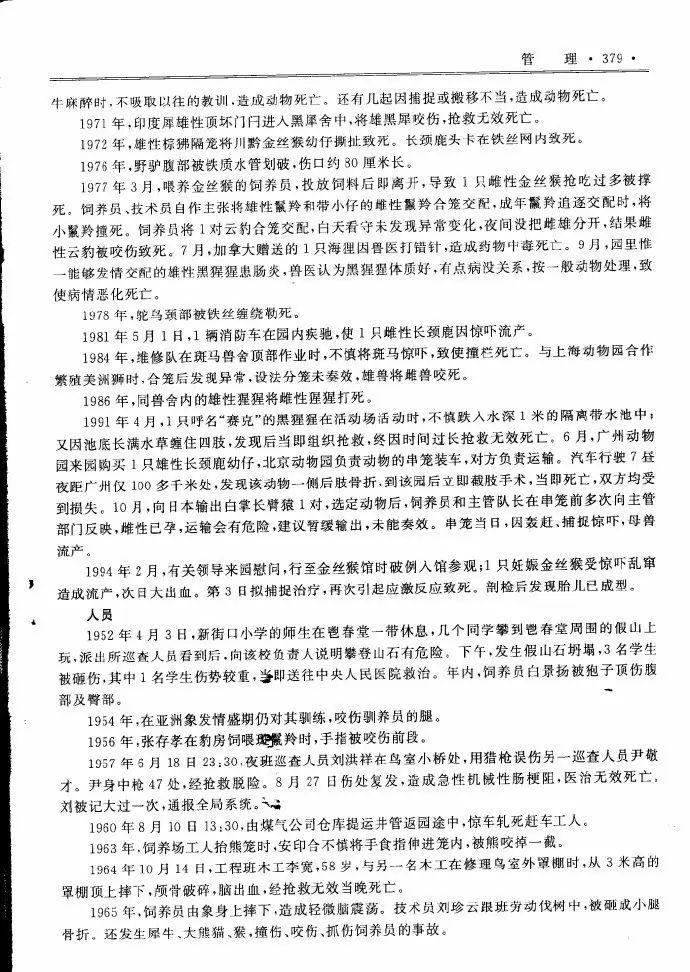 管 理 · 379 ·
牛麻醉时,不吸取以往的教训,造成动物死亡。还有几起因捕捉或搬移不当,造成动物死亡。
1971 年,印度犀雄性顶坏门闩进入黑犀舍中,将雄黑犀咬伤,抢救无效死亡。
1972 年,雄性棕狒隔笼将川黔金丝猴幼仔撕扯致死。长颈鹿头卡在铁丝网内致死。
1976 年,野驴腹部被铁质水管划破,伤口约 80 厘米长。
1977 年 3 月,喂养金丝猴的饲养员,投放饲料后即离开,导致 1 只雌性金丝猴抢吃过多被撑
死。饲养员、技术员自作主张将雄性鬣羚和带小仔的雌性鬣羚合笼交配,成年鬣羚追逐交配时,将
小鬣羚撞死。饲养员将 1 对云豹合笼交配,白天看守未发现异常变化,夜间没把雌雄分开,结果雌
性云豹被咬伤致死。7 月,加拿大赠送的 1 只海狸因兽医打错针,造成药物中毒死亡。9 月,园里惟
一能够发情交配的雄性黑猩猩患肠炎,兽医认为黑猩猩体质好,有点病没关系,按一般动物处理,致
使病情恶化死亡。
1978 年,鸵鸟颈部被铁丝缠绕勒死。
1981 年 5 月 1 日,1 辆消防车在园内疾驰,使 1 只雌性长颈鹿因惊吓流产。
1984 年,维修队在斑马兽舍顶部作业时,不慎将斑马惊吓,致使撞栏死亡。与上海动物园合作
繁殖美洲狮时,合笼后发现异常,设法分笼未奏效,雄兽将雌兽咬死。
1986 年,同兽舍内的雄性猩猩将雌性猩猩打死。
1991 年 4 月,1 只呼名“赛克”的黑猩猩在活动场活动时,不慎跌入水深 1 米的隔离带水池中;
又因池底长满水草缠住四肢,发现后当即组织抢救,终因时间过长抢救无效死亡。6 月,广州动物
园来园购买 1 只雄性长颈鹿幼仔,北京动物园负责动物的串笼装车,对方负责运输。汽车行驶 7 昼
夜距广州仅 100 多千米处,发现该动物一侧后肢骨折,到该园后立即截肢手术,当即死亡,双方均受
到损失。10 月,向日本输出白掌长臂猿 1 对,选定动物后,饲养员和主管队长在串笼前多次向主管
部门反映,雌性已孕,运输会有危险,建议暂缓输出,未能奏效。串笼当日,因轰赶、捕捉惊吓,母兽
流产。
1994 年 2 月,有关领导来园慰问,行至金丝猴馆时破例入馆参观;1 只妊娠金丝猴受惊吓乱窜
造成流产,次日大出血。第 3 日拟捕捉治疗,再次引起应激反应致死。剖检后发现胎儿已成型。
人员
1952 年 4 月 3 日,新街口小学的师生在鬯春堂一带休息,几个同学攀到鬯春堂周围的假山上
玩,派出所巡查人员看到后,向该校负责人说明攀登山石有危险。下午,发生假山石坍塌,3 名学生
被砸伤,其中 1 名学生伤势较重,当即送往中央人民医院救治。年内,饲养员白景扬被狍子顶伤腹
部及臀部。
1954 年,在亚洲象发情盛期仍对其驯练,咬伤驯养员的腿。
1956 年,张存孝在豹房饲喂鬣羚时,手指被咬伤前段。
1957 年 6 月 18 日 23:30,夜班巡查人员刘洪祥在鸟室小桥处,用猎枪误伤另一巡查人员尹敬
才。尹身中枪 47 处,经抢救脱险。8 月 27 日伤处复发,造成急性机械性肠梗阻,医治无效死亡。
刘被记大过一次,通报全局系统。
1960 年 8 月 10 日 13:30,由煤气公司仓库提运井管返园途中,惊车轧死赶车工人。
1963 年,饲养场工人抬熊笼时,安印合不慎将手食指伸进笼内,被熊咬掉一截。
1964 年 10 月 14 日,工程班木工李宽,58 岁,与另一名木工在修理鸟室外罩棚时,从 3 米高的
罩棚顶上摔下,颅骨破碎,脑出血,经抢救无效当晚死亡。
1965 年,饲养员由象身上摔下,造成轻微脑震荡。技术员刘珍云跟班劳动伐树中,被砸成小腿
骨折。还发生犀牛、大熊猫、猴,撞伤、咬伤、抓伤饲养员的事故。